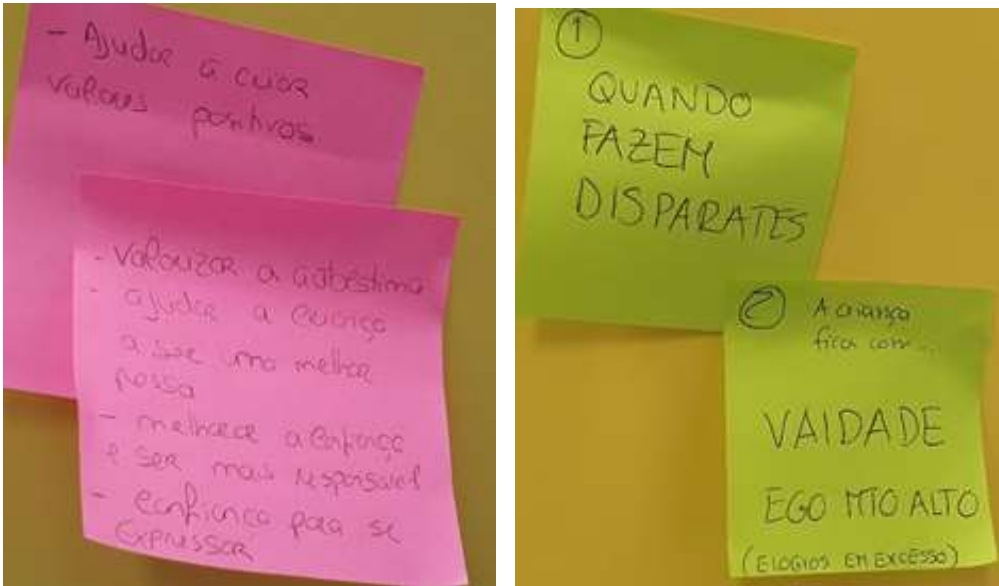 - Ajudar a criar
valores positivos.
- Valorizar a autoestima
- ajudar a criança
a ser uma melhor
pessoa
- melhorar a confiança
e ser mais responsável
- confiança para se
Expressar
1
QUANDO
FAZEM
DISPARATES
2 A criança
fica com...
VAIDADE
EGO MTO ALTO
(ELOGIOS EM EXCESSO)